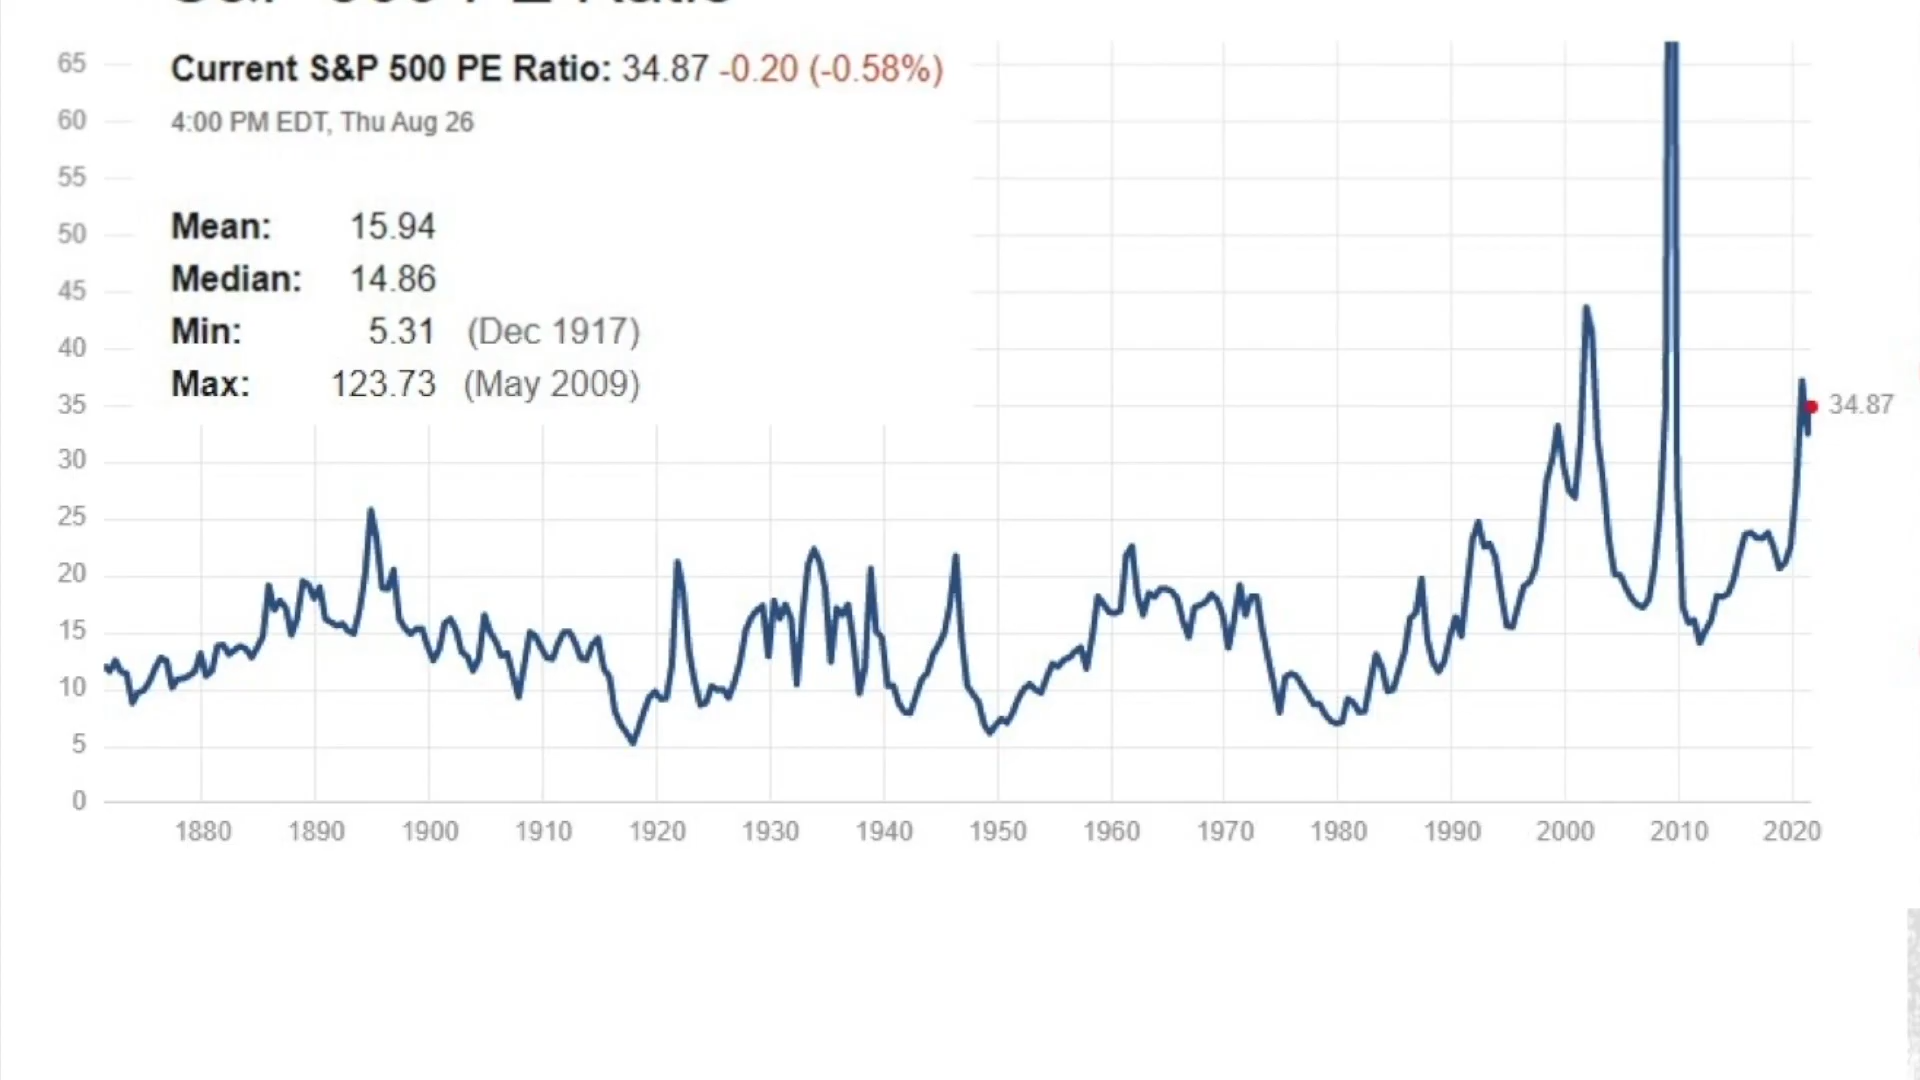 S&P 500 PE Ratio
Current S&P 500 PE Ratio: 34.87 -0.20 (-0.58%)
4:00 PM EDT, Thu Aug 26
Mean: 15.94
Median: 14.86
Min: 5.31 (Dec 1917)
Max: 123.73 (May 2009)
65
60
55
50
45
40
35
30
25
20
15
10
5
0
34.87
1880 1890 1900 1910 1920 1930 1940 1950 1960 1970 1980 1990 2000 2010 2020